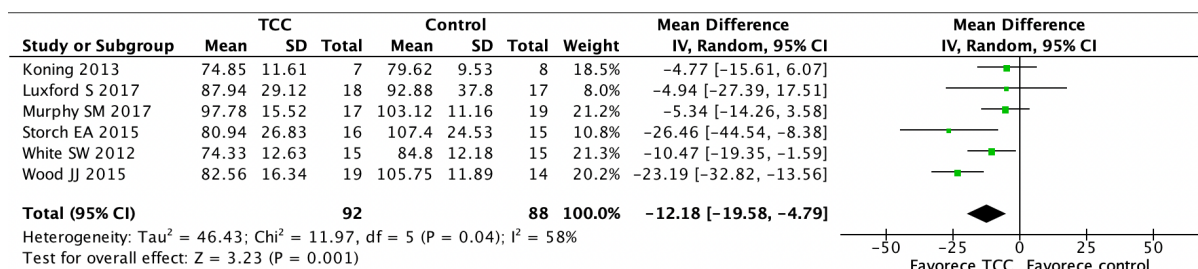 TCC Control Mean Difference Mean Difference
Study or Subgroup Mean SD Total Mean SD Total Weight IV, Random, 95% CI IV, Random, 95% CI
Koning 2013 74.85 11.61 7 79.62 9.53 8 18.5% −4.77 [−15.61, 6.07]
Luxford S 2017 87.94 29.12 18 92.88 37.8 17 8.0% −4.94 [−27.39, 17.51]
Murphy SM 2017 97.78 15.52 17 103.12 11.16 19 21.2% −5.34 [−14.26, 3.58]
Storch EA 2015 80.94 26.83 16 107.4 24.53 15 10.8% −26.46 [−44.54, −8.38]
White SW 2012 74.33 12.63 15 84.8 12.18 15 21.3% −10.47 [−19.35, −1.59]
Wood JJ 2015 82.56 16.34 19 105.75 11.89 14 20.2% −23.19 [−32.82, −13.56]
Total (95% CI) 92 88 100.0% −12.18 [−19.58, −4.79]
Heterogeneity: Tau² = 46.43; Chi² = 11.97, df = 5 (P = 0.04); I² = 58%
Test for overall effect: Z = 3.23 (P = 0.001)
−50 −25 0 25 50
Favorece TCC Favorece control